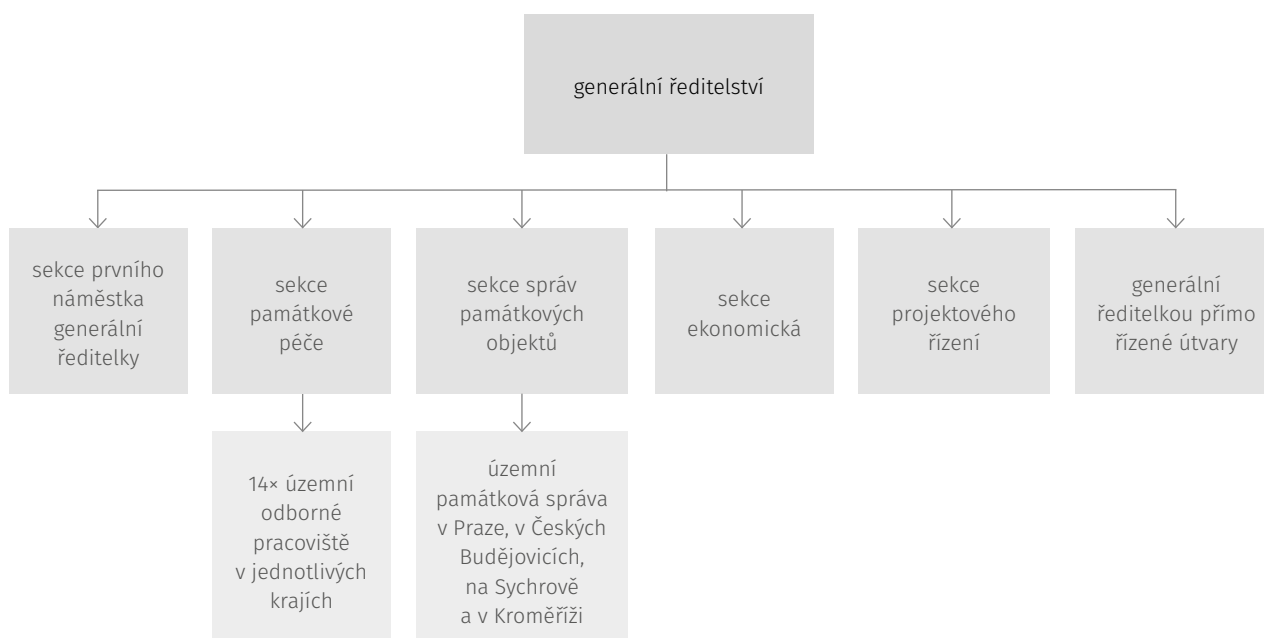 generální ředitelství
sekce prvního
náměstka
generální
ředitelky
sekce
památkové
péče
sekce správ
památkových
objektů
sekce
ekonomická
sekce
projektového
řízení
generální
ředitelkou přímo
řízené útvary
14× územní
odborné
pracoviště
v jednotlivých
krajích
územní
památková správa
v Praze, v Českých
Budějovicích,
na Sychrově
a v Kroměříži